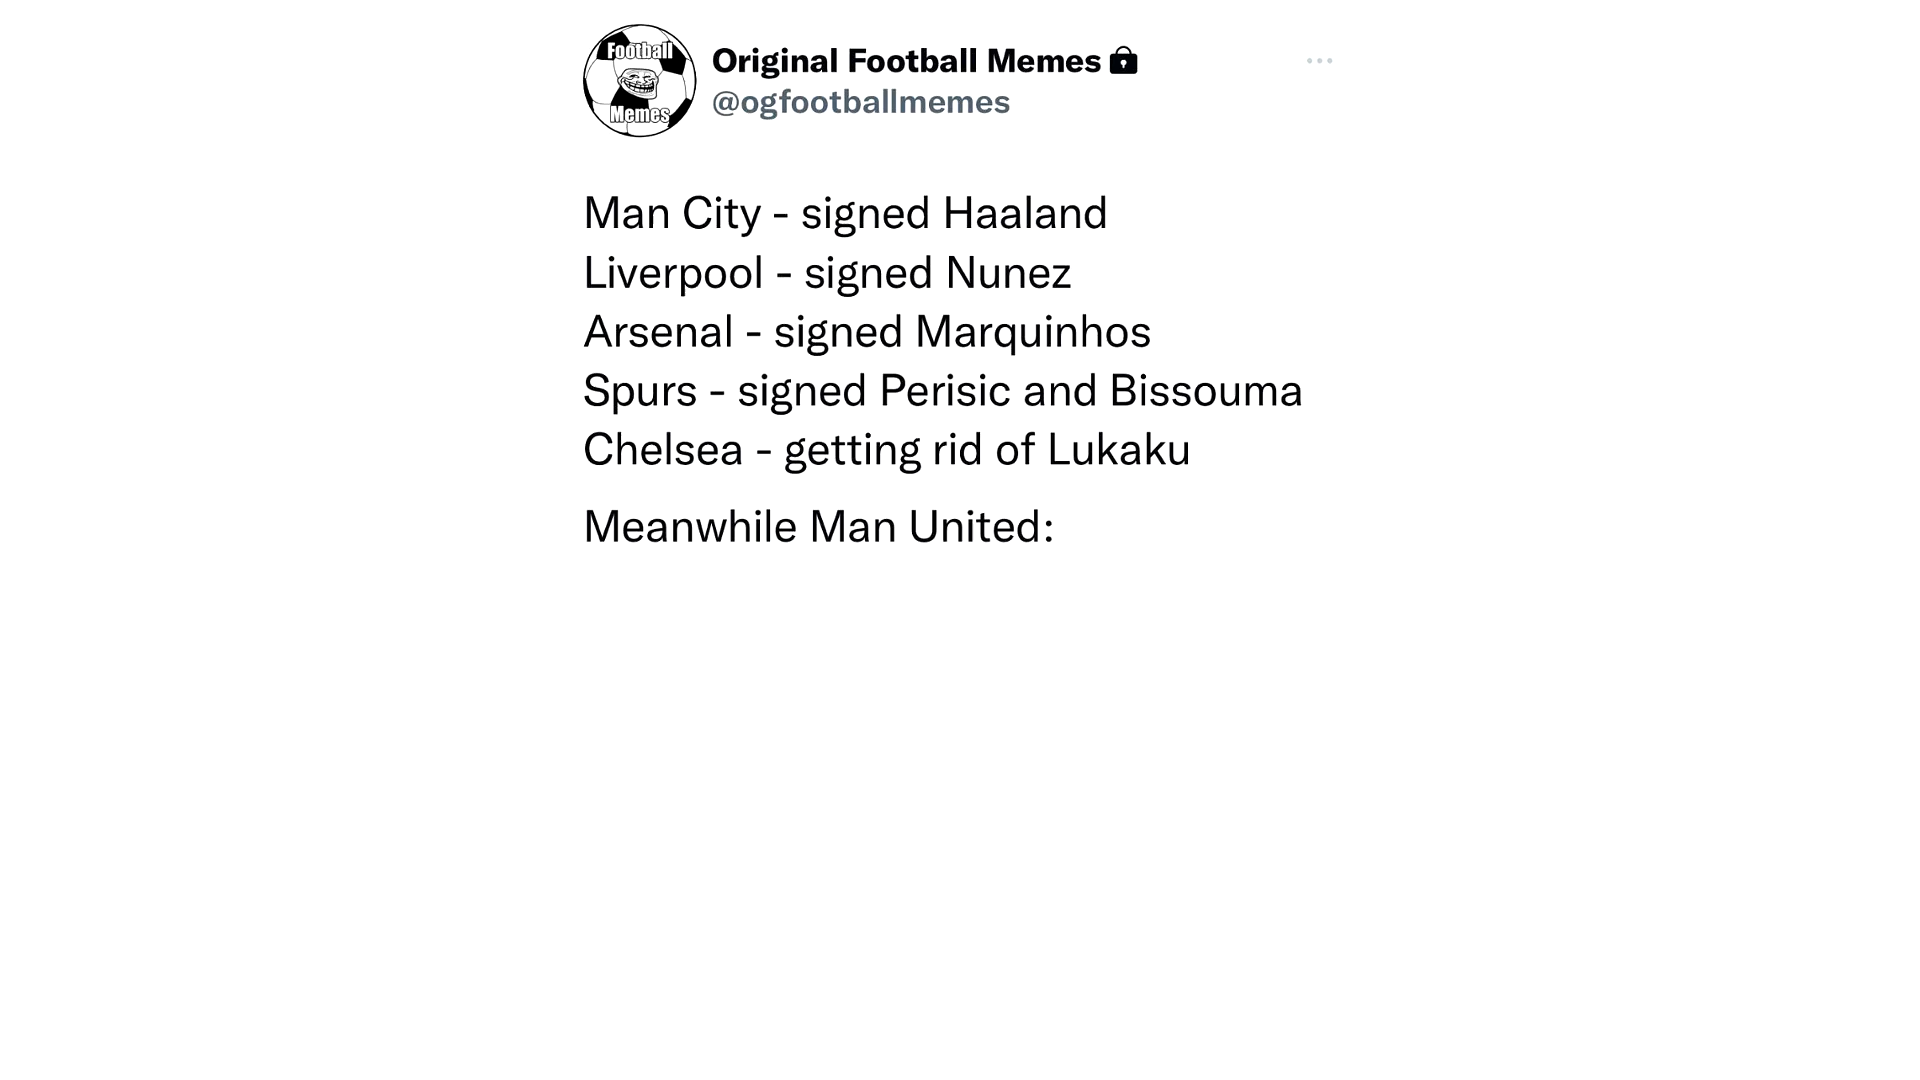 Football
Memes
Original Football Memes
@ogfootballmemes
Man City - signed Haaland
Liverpool - signed Nunez
Arsenal - signed Marquinhos
Spurs - signed Perisic and Bissouma
Chelsea - getting rid of Lukaku
Meanwhile Man United: